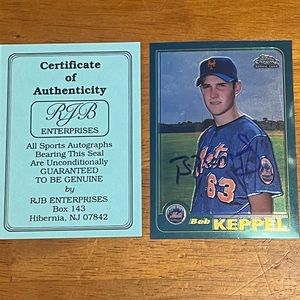 Certificate
of
Authenticity
RJB
ENTERPRISES
All Sports Autographs
Bearing This Seal
Are Unconditionally
GUARANTEED
TO BE GENUINE
by
RJB ENTERPRISES
Box 143
Hibernia, NJ 07842
Mets
63
Mets
Bob
KEPPEL